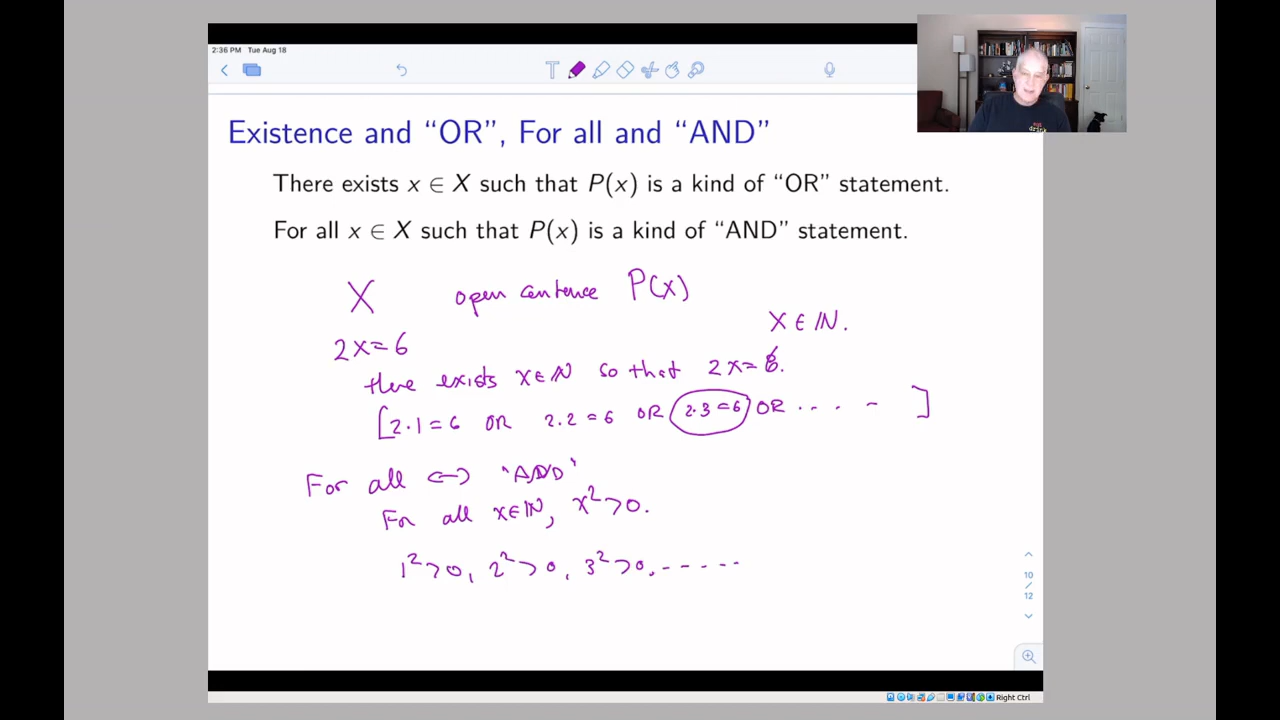 2:36 PM Tue Aug 18
Existence and “OR”, For all and “AND”
There exists x ∈ X such that P(x) is a kind of “OR” statement.
For all x ∈ X such that P(x) is a kind of “AND” statement.
X open centence P(x)
X ∈ ℕ.
2x=6
there exists x∈ℕ so that 2x=6.
[2·1=6 OR 2·2=6 OR 2·3=6 OR ..... ]
For all ↔ "AND"
For all x∈ℕ, x²>0.
1²>0, 2²>0, 3²>0, ------
10
/
12
Right Ctrl